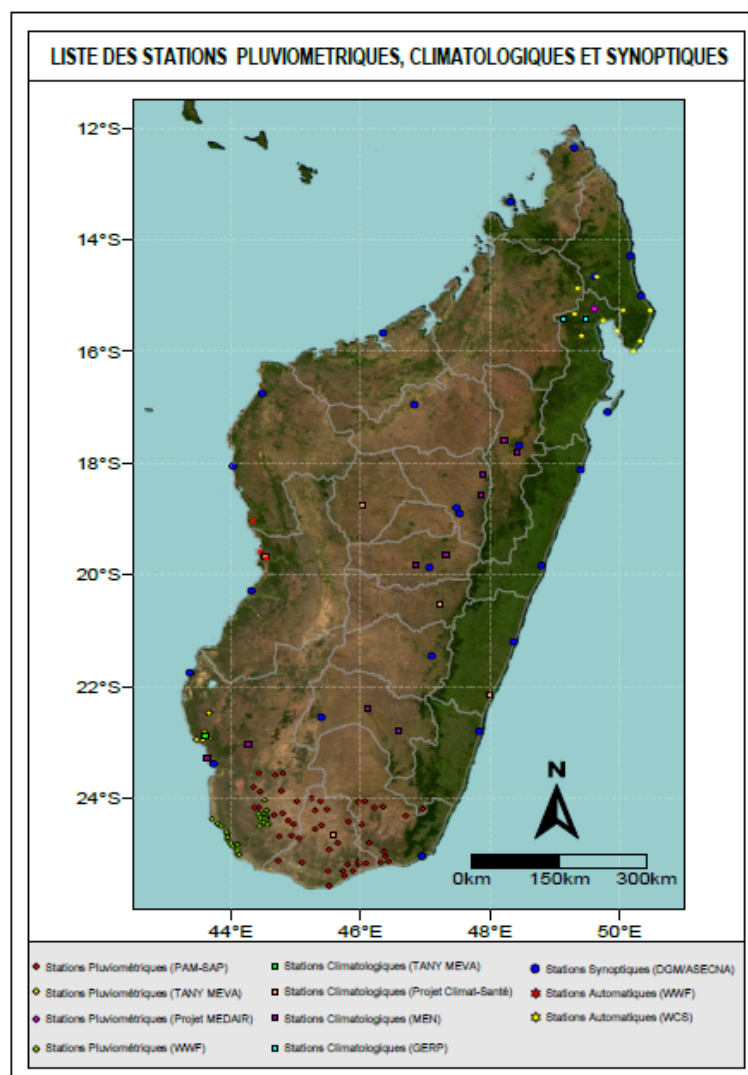 LISTE DES STATIONS PLUVIOMETRIQUES, CLIMATOLOGIQUES ET SYNOPTIQUES
12°S
14°S
16°S
18°S
20°S
22°S
24°S
N
0km 150km 300km
44°E 46°E 48°E 50°E
Stations Pluviométriques (PAM-SAP)
Stations Pluviométriques (TANY MEVA)
Stations Pluviométriques (Projet MEDAIR)
Stations Pluviométriques (WWF)
Stations Climatologiques (TANY MEVA)
Stations Climatologiques (Projet Climat-Santé)
Stations Climatologiques (MEN)
Stations Climatologiques (GERP)
Stations Synoptiques (DGM/ASECNA)
Stations Automatiques (WWF)
Stations Automatiques (WCS)